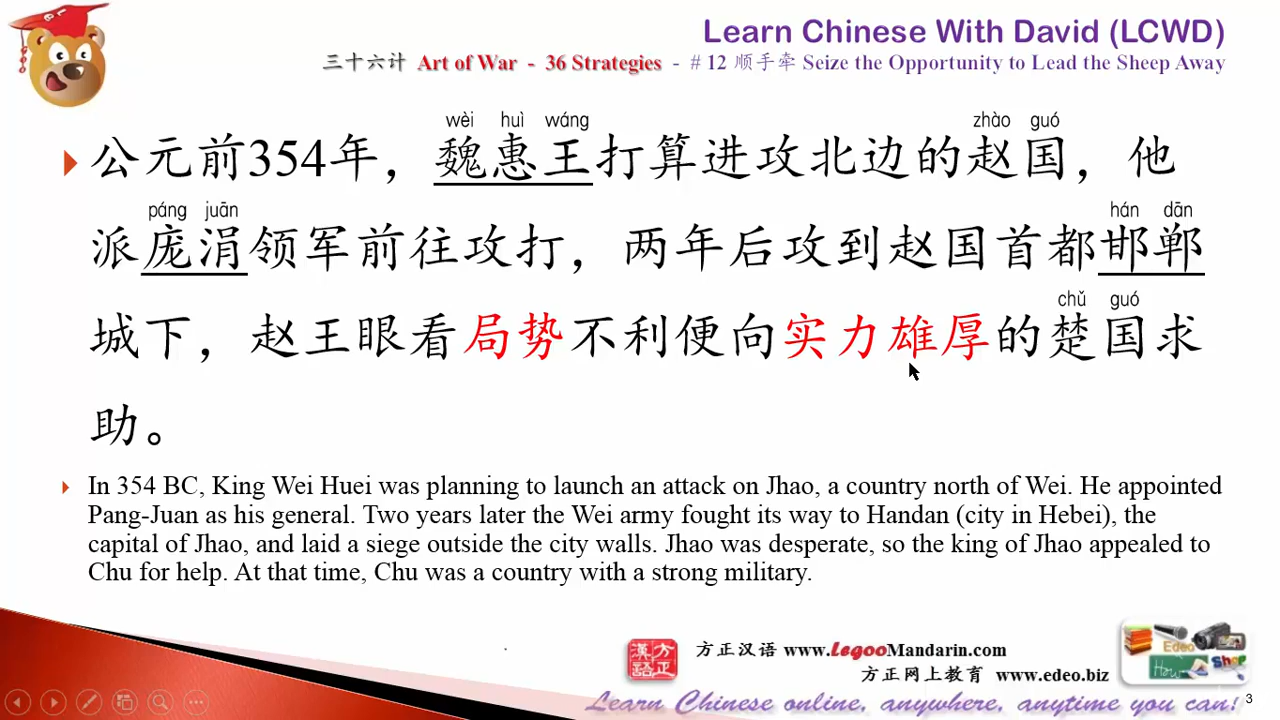 Learn Chinese With David (LCWD)
三十六计 Art of War - 36 Strategies - # 12 顺手牵 Seize the Opportunity to Lead the Sheep Away
wèi huì wáng zhào guó
公元前354年，魏惠王打算进攻北边的赵国，他
páng juān hán dān
派庞涓领军前往攻打，两年后攻到赵国首都邯郸
chǔ guó
城下，赵王眼看局势不利便向实力雄厚的楚国求
助。
In 354 BC, King Wei Huei was planning to launch an attack on Jhao, a country north of Wei. He appointed
Pang-Juan as his general. Two years later the Wei army fought its way to Handan (city in Hebei), the
capital of Jhao, and laid a siege outside the city walls. Jhao was desperate, so the king of Jhao appealed to
Chu for help. At that time, Chu was a country with a strong military.
方正漢語
方正汉语 www.LegooMandarin.com
方正网上教育 www.edeo.biz
Edeo
How
Shop
Learn Chinese online, anywhere, anytime you can!
3